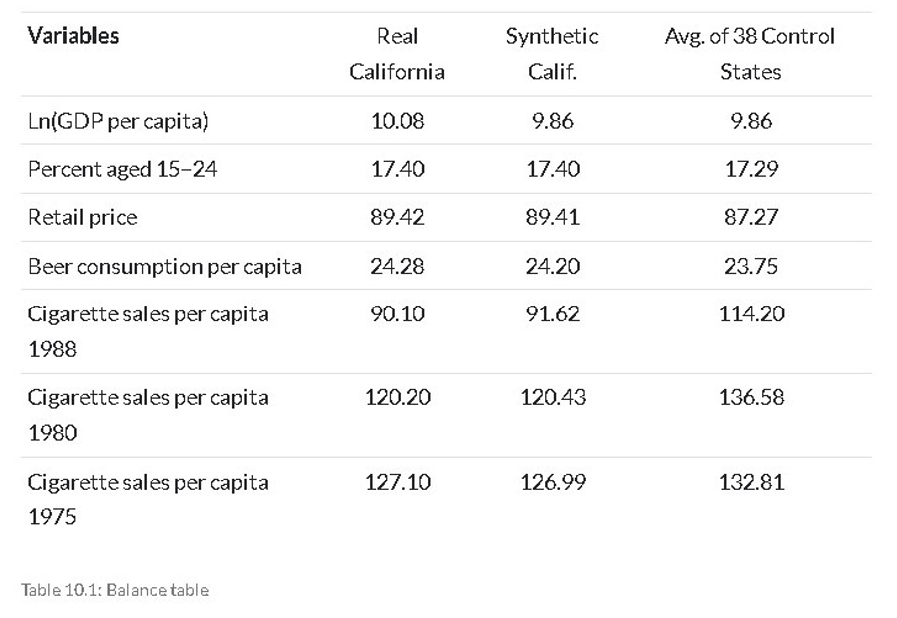 Variables Real Synthetic Avg. of 38 Control
California Calif. States
Ln(GDP per capita) 10.08 9.86 9.86
Percent aged 15–24 17.40 17.40 17.29
Retail price 89.42 89.41 87.27
Beer consumption per capita 24.28 24.20 23.75
Cigarette sales per capita 90.10 91.62 114.20
1988
Cigarette sales per capita 120.20 120.43 136.58
1980
Cigarette sales per capita 127.10 126.99 132.81
1975
Table 10.1: Balance table